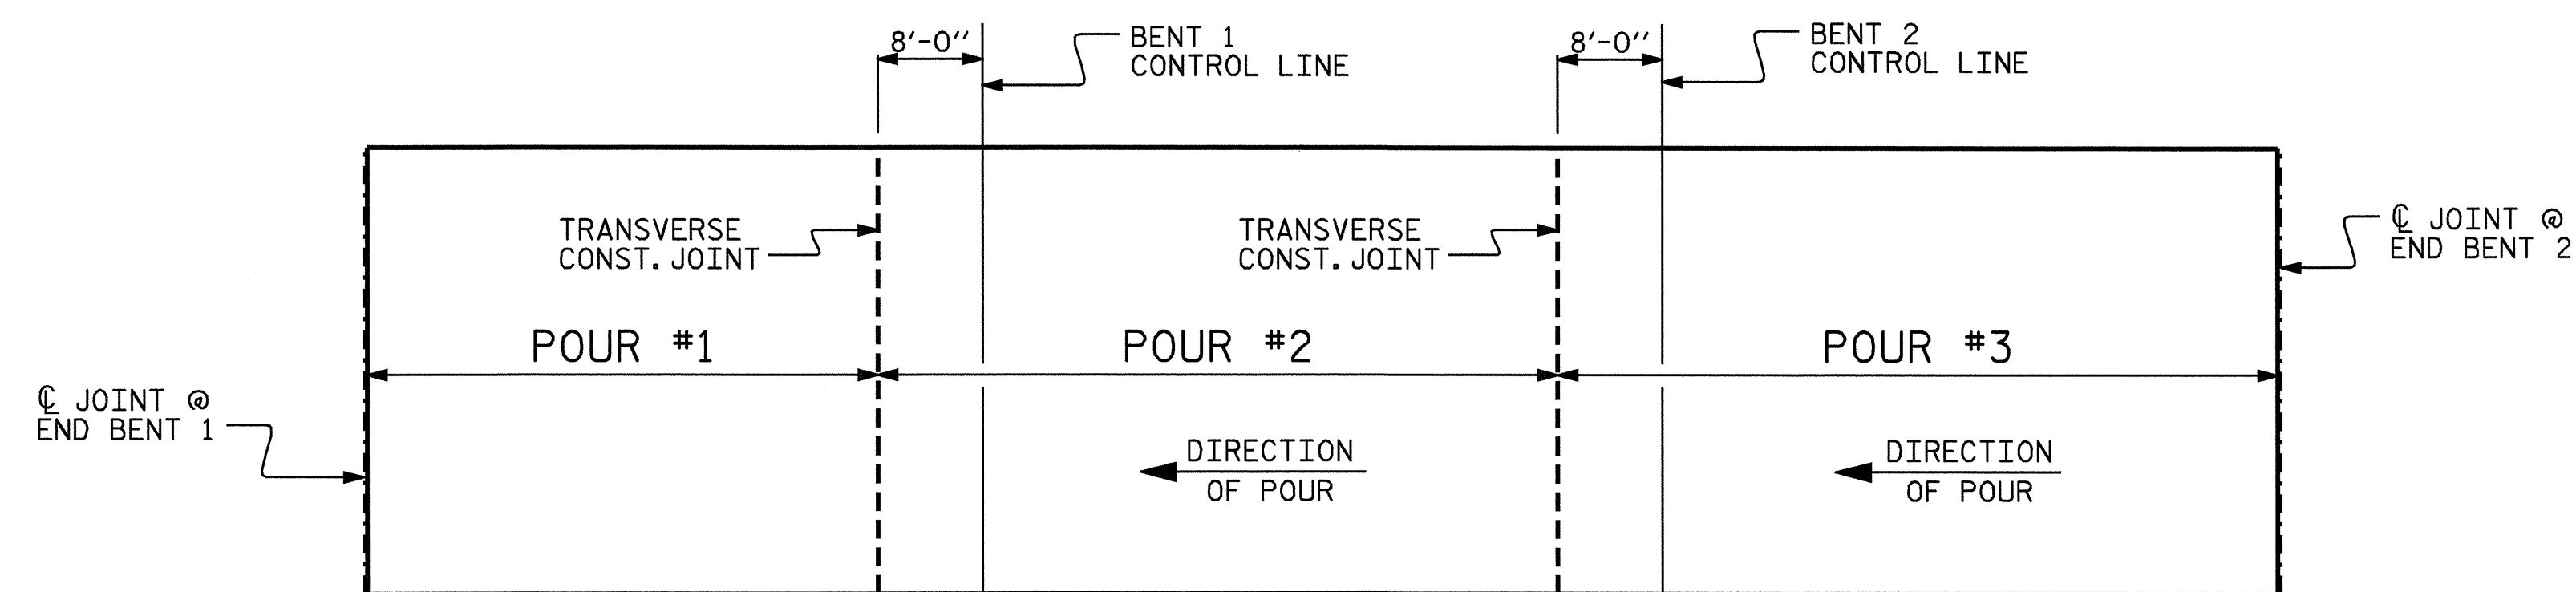 8'-0"
BENT 1
CONTROL LINE
8'-0"
BENT 2
CONTROL LINE
TRANSVERSE
CONST. JOINT
TRANSVERSE
CONST. JOINT
℄ JOINT @
END BENT 2
POUR #1
POUR #2
POUR #3
℄ JOINT @
END BENT 1
DIRECTION
OF POUR
DIRECTION
OF POUR